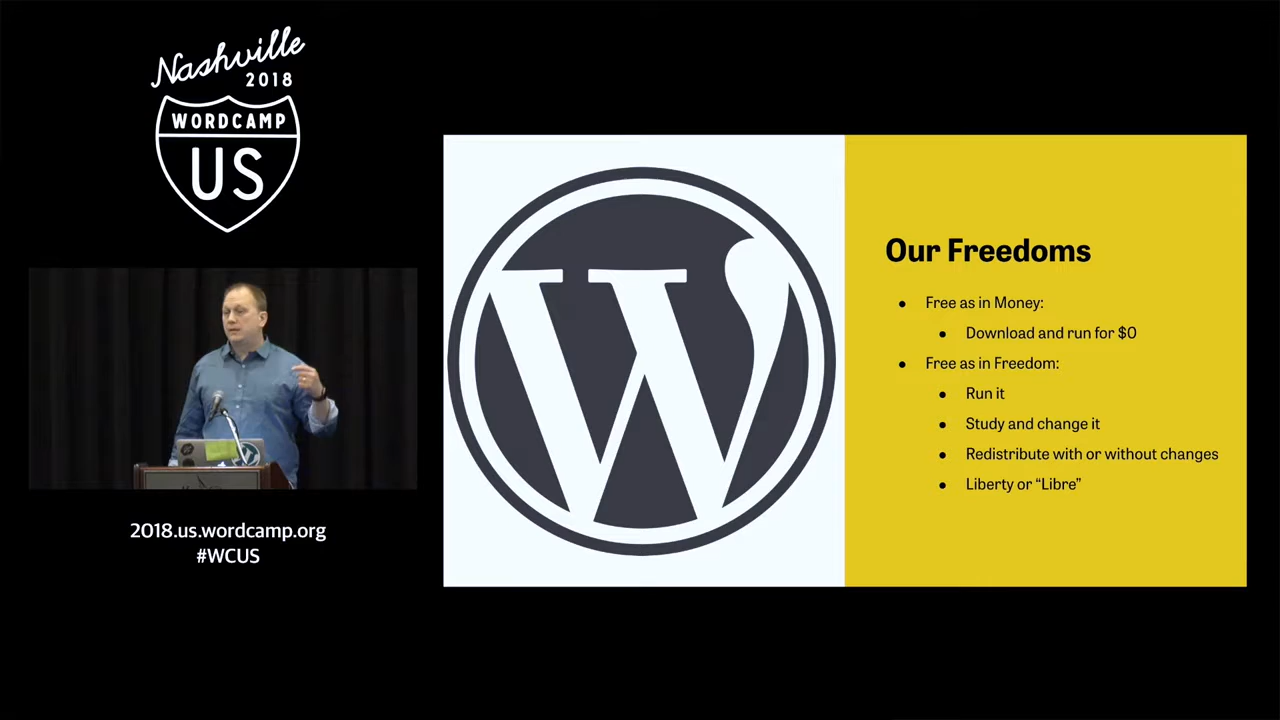 Nashville
2018
WORDCAMP
US
2018.us.wordcamp.org
#WCUS
W
Our Freedoms
● Free as in Money:
● Download and run for $0
● Free as in Freedom:
● Run it
● Study and change it
● Redistribute with or without changes
● Liberty or “Libre”